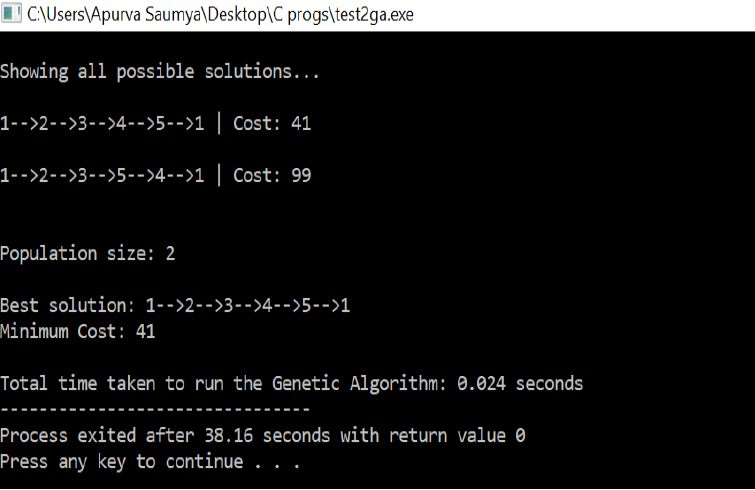 C:\Users\Apurva Saumya\Desktop\C progs\test2ga.exe
Showing all possible solutions...
1-->2-->3-->4-->5-->1 | Cost: 41
1-->2-->3-->5-->4-->1 | Cost: 99
Population size: 2
Best solution: 1-->2-->3-->4-->5-->1
Minimum Cost: 41
Total time taken to run the Genetic Algorithm: 0.024 seconds
--------------------------------
Process exited after 38.16 seconds with return value 0
Press any key to continue . . .